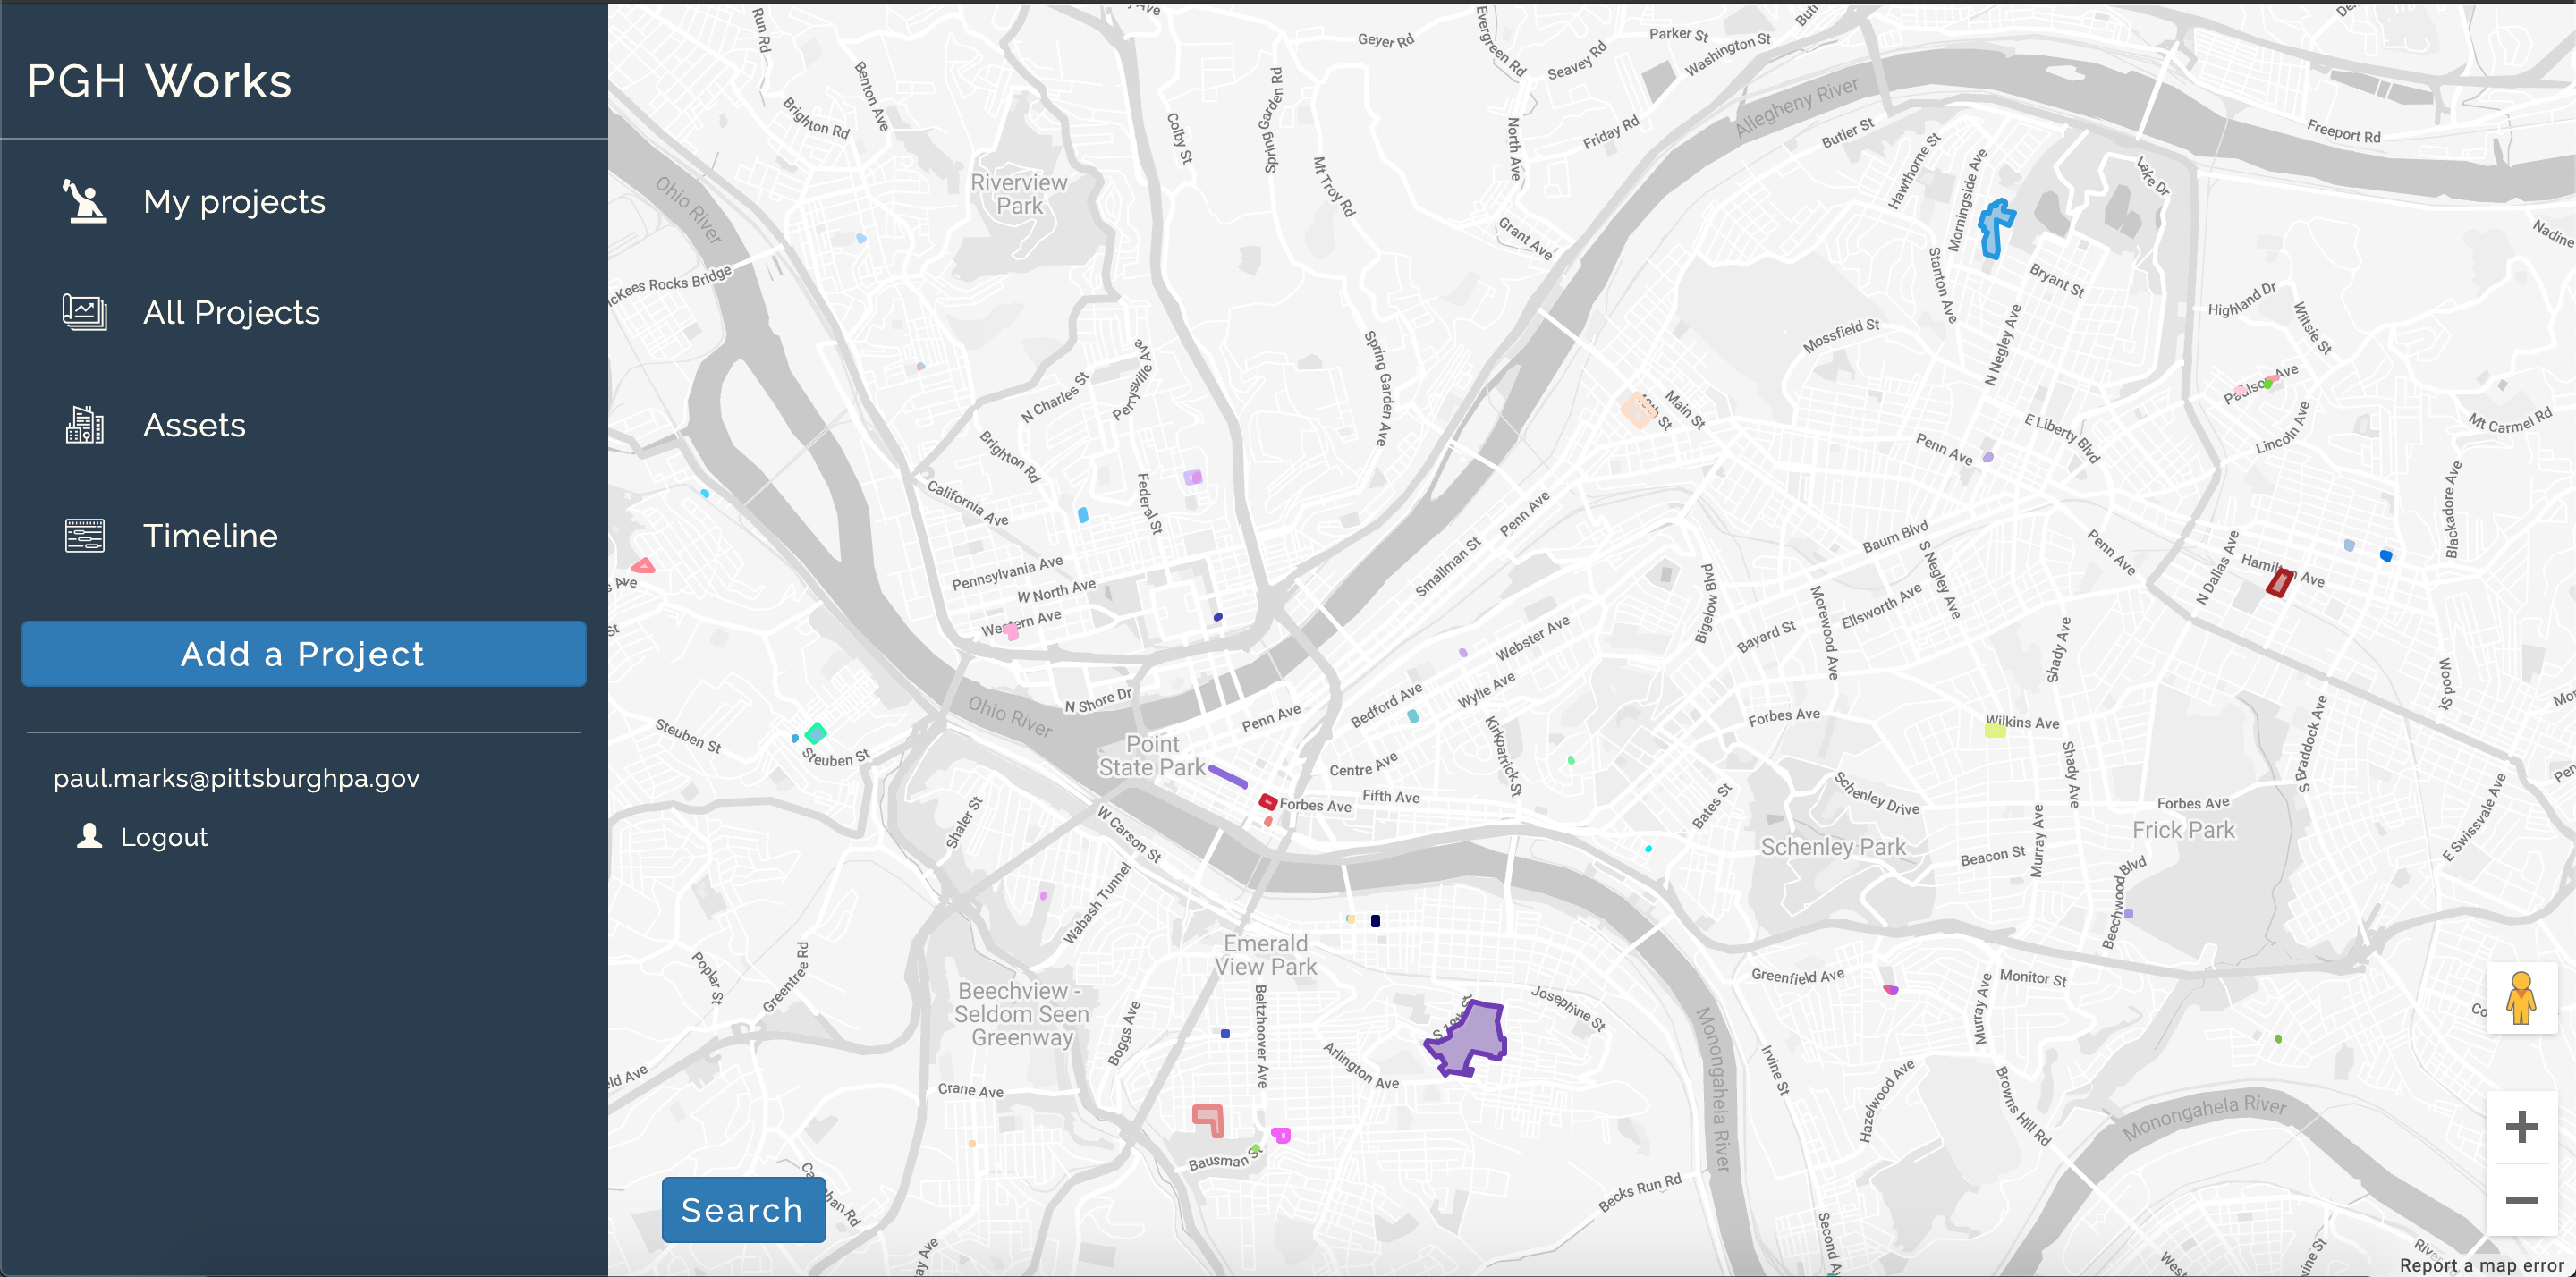 PGH Works
My projects
All Projects
Assets
Timeline
Add a Project
paul.marks@pittsburghpa.gov
Logout
Run Rd
Benton Ave
Brighton Rd
Geyer Rd
Evergreen Rd
Seavey Rd
Parker St
Washington St
Spring Garden Rd
Colby St
Mt Troy Rd
North Ave
Friday Rd
Allegheny River
Butler St
Hawthorne St
Morningside Ave
Lake Dr
Freeport Rd
Ohio River
Riverview
Park
Grant Ave
Stanton Ave
Bryant St
Nadine
Kees Rocks Bridge
Highland Dr
Wiltsie St
Mossfield St
N Negley Ave
Spring Garden Ave
Perrysville Ave
N Charles St
Main St
Paulson Ave
Lincoln Ave
Mt Carmel Rd
Brighton Rd
California Ave
Federal St
Penn Ave
E Liberty Blvd
Blackadore Ave
Penn Ave
Smallman St
Baum Blvd
S Negley Ave
Penn Ave
N Dallas Ave
Hamilton Ave
Pennsylvania Ave
W North Ave
Western Ave
Bigelow Blvd
Morewood Ave
Ellsworth Ave
Bayard St
Shady Ave
Webster Ave
Wylie Ave
Bedford Ave
Kirkpatrick St
Wood St
N Shore Dr
Ohio River
Penn Ave
Forbes Ave
Wilkins Ave
Shady Ave
S Braddock Ave
Steuben St
Steuben St
Point
State Park
Centre Ave
Fifth Ave
Forbes Ave
Bates St
Schenley Drive
Schenley Park
Forbes Ave
Frick Park
E Swissvale Ave
Shaler St
W Carson St
Wabash Tunnel
Murray Ave
Beacon St
Beechwood Blvd
Emerald
View Park
Poplar St
Greentree Rd
Beechview -
Seldom Seen
Greenway
Boggs Ave
Beltzhoover Ave
Josephine St
Greenfield Ave
Monitor St
Murray Ave
Monongahela River
Irvine St
Arlington Ave
Crane Ave
Hazelwood Ave
Browns Hill Rd
Monongahela River
Bausman St
Becks Run Rd
Second Av
Search
Report a map error